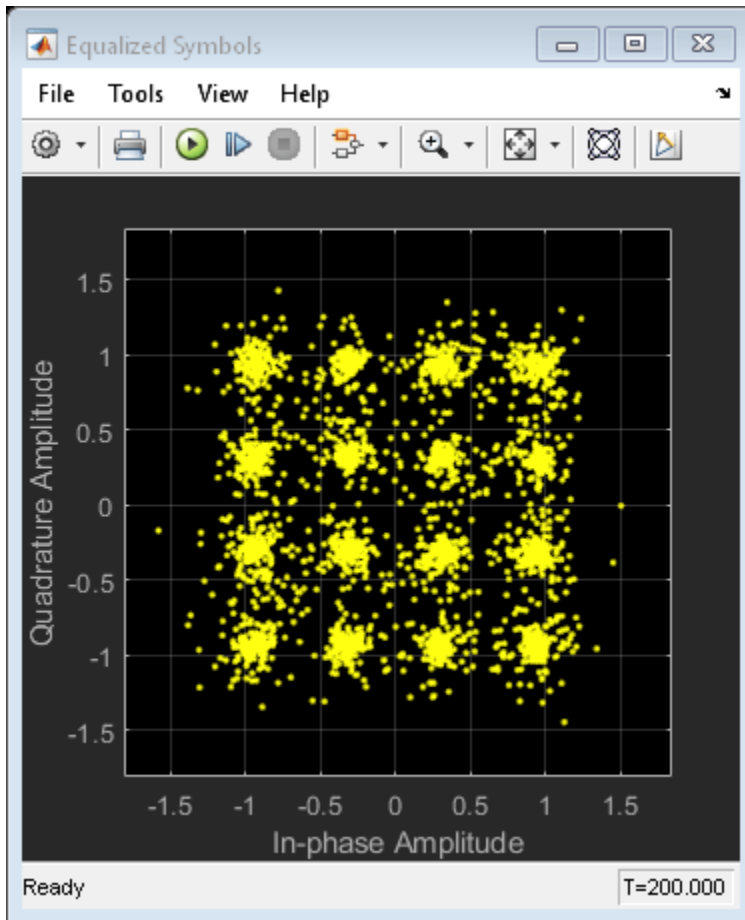 Equalized Symbols
File Tools View Help
Quadrature Amplitude
1.5
1
0.5
0
-0.5
-1
-1.5
-1.5 -1 -0.5 0 0.5 1 1.5
In-phase Amplitude
Ready T=200.000